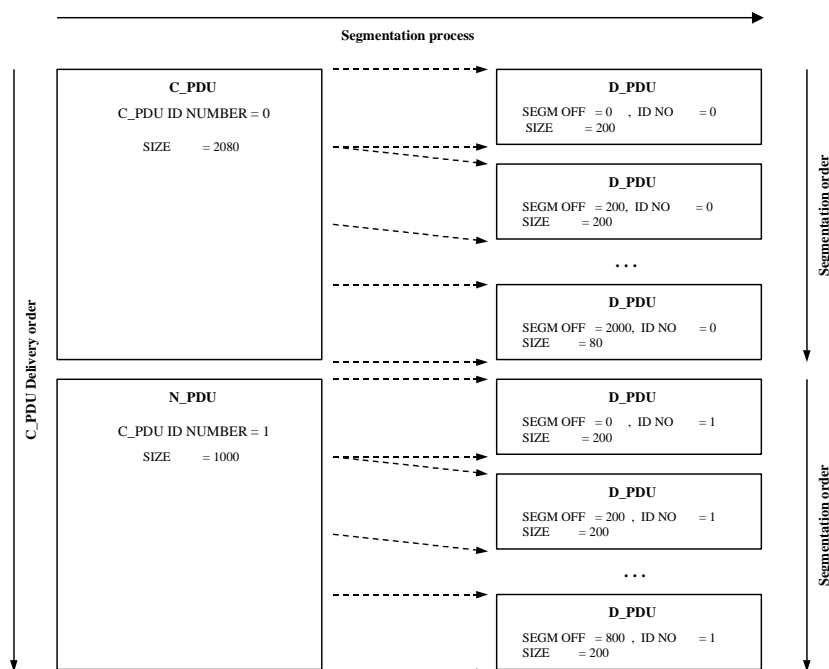 Segmentation process
C_PDU
C_PDU ID NUMBER = 0
SIZE = 2080
D_PDU
SEGM OFF = 0 , ID NO = 0
SIZE = 200
D_PDU
SEGM OFF = 200, ID NO = 0
SIZE = 200
...
D_PDU
SEGM OFF = 2000, ID NO = 0
SIZE = 80
Segmentation order
C_PDU Delivery order
N_PDU
C_PDU ID NUMBER = 1
SIZE = 1000
D_PDU
SEGM OFF = 0 , ID NO = 1
SIZE = 200
D_PDU
SEGM OFF = 200 , ID NO = 1
SIZE = 200
...
D_PDU
SEGM OFF = 800 , ID NO = 1
SIZE = 200
Segmentation order